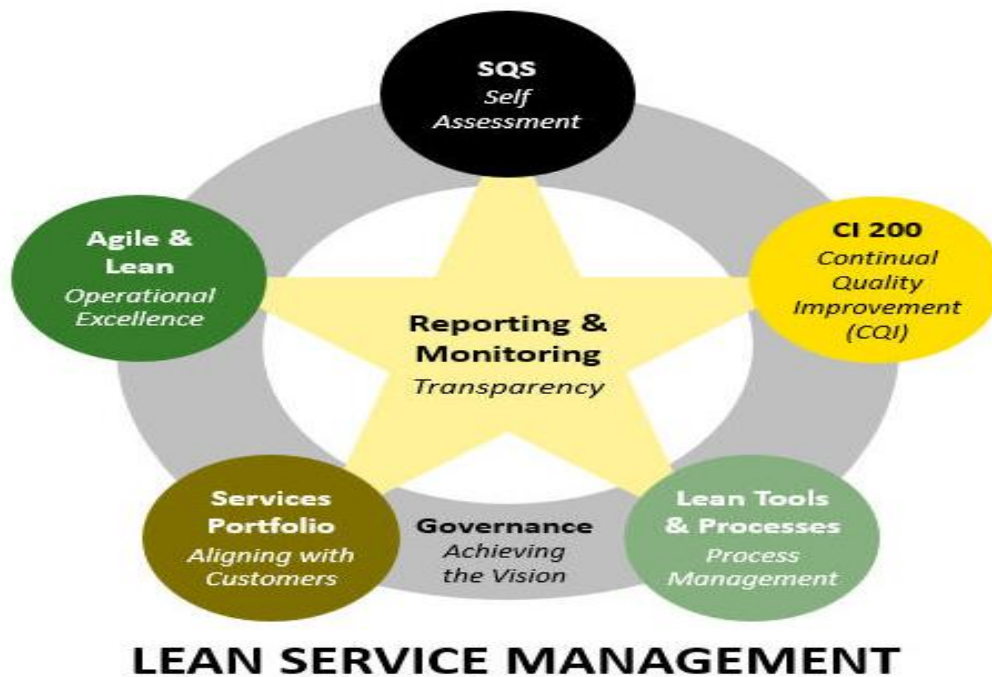 SQS
Self
Assessment
Agile &
Lean
Operational
Excellence
CI 200
Continual
Quality
Improvement
(CQI)
Reporting &
Monitoring
Transparency
Services
Portfolio
Aligning with
Customers
Governance
Achieving
the Vision
Lean Tools
& Processes
Process
Management
LEAN SERVICE MANAGEMENT